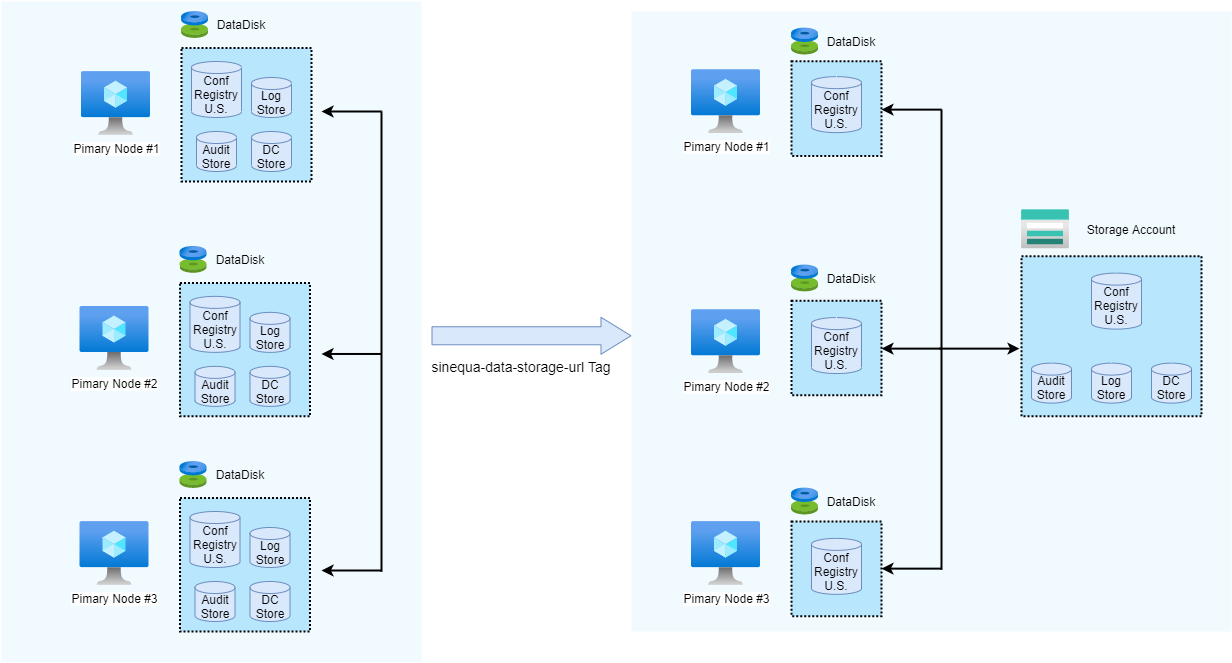 DataDisk
Conf
Registry
U.S.
Log
Store
Audit
Store
DC
Store
Pimary Node #1
DataDisk
Conf
Registry
U.S.
Log
Store
Audit
Store
DC
Store
Pimary Node #2
DataDisk
Conf
Registry
U.S.
Log
Store
Audit
Store
DC
Store
Pimary Node #3
sinequa-data-storage-url Tag
DataDisk
Conf
Registry
U.S.
Pimary Node #1
DataDisk
Conf
Registry
U.S.
Pimary Node #2
DataDisk
Conf
Registry
U.S.
Pimary Node #3
Storage Account
Conf
Registry
U.S.
Audit
Store
Log
Store
DC
Store